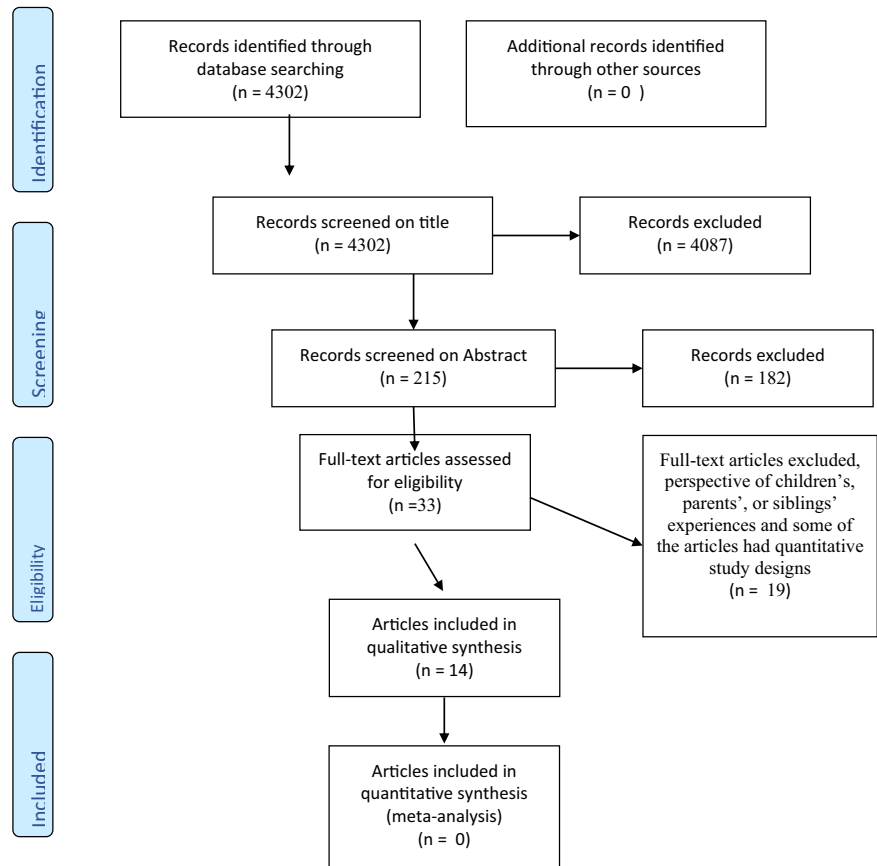 Identification
Records identified through
database searching
(n = 4302)
Additional records identified
through other sources
(n = 0  )
Screening
Records screened on title
(n = 4302)
Records excluded
(n = 4087)
Records screened on Abstract
(n = 215)
Records excluded
(n = 182)
Eligibility
Full-text articles assessed
for eligibility
(n =33)
Full-text articles excluded,
perspective of children’s,
parents’, or siblings’
experiences and some of
the articles had quantitative
study designs
(n =  19)
Articles included in
qualitative synthesis
(n = 14)
Included
Articles included in
quantitative synthesis
(meta-analysis)
(n =  0)